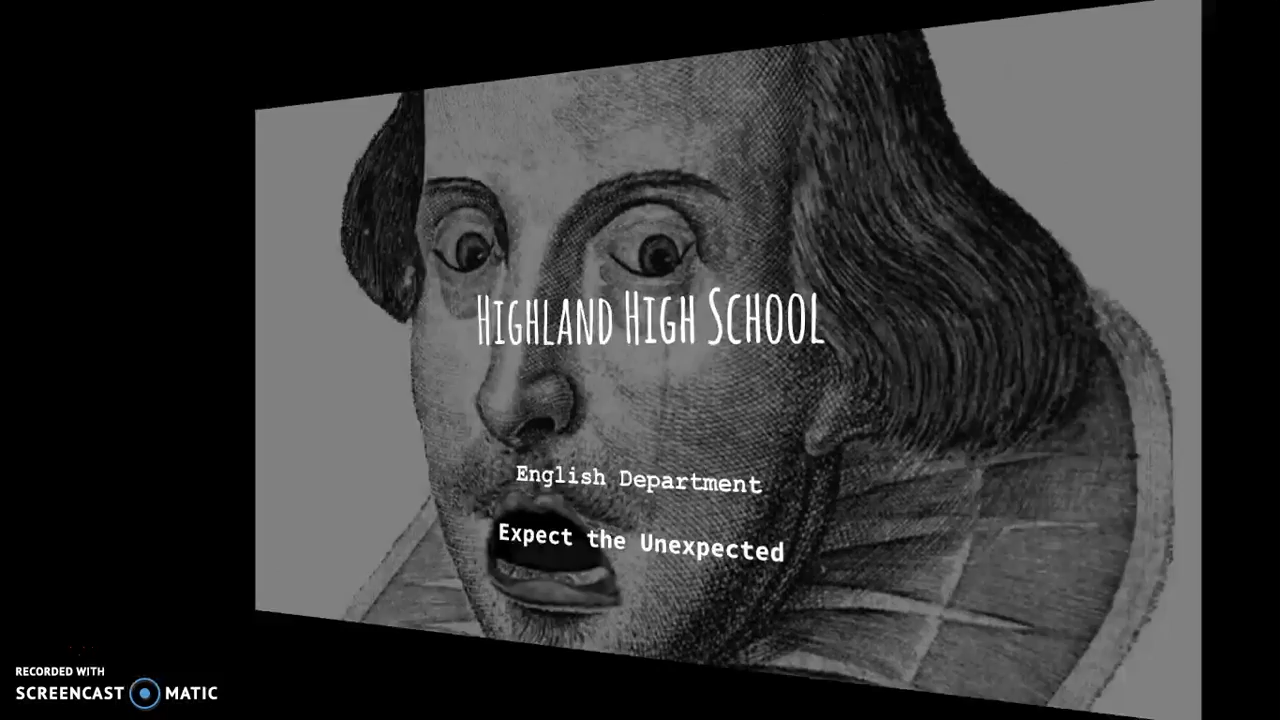 Highland High School
English Department
Expect the Unexpected
RECORDED WITH
SCREENCAST MATIC